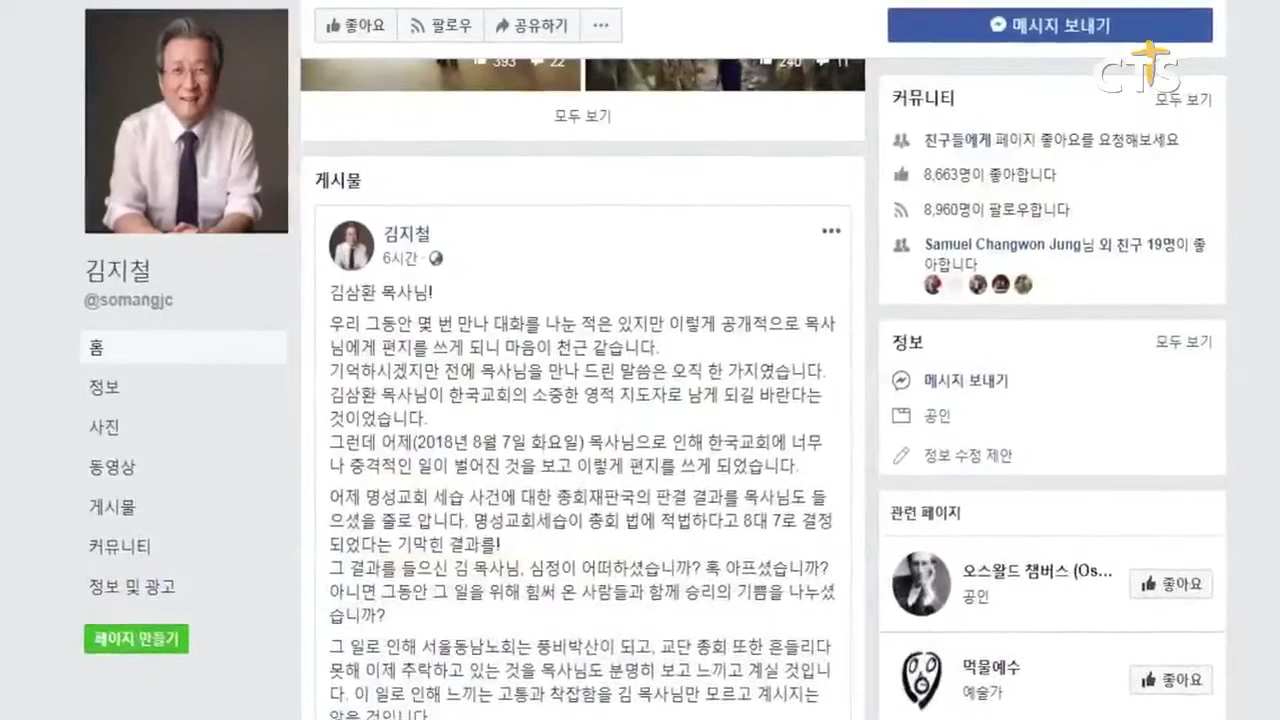 좋아요
팔로우
공유하기
메시지 보내기
393
22
240
11
모두 보기
CTS
게시물
김지철
@somangjc
홈
정보
사진
동영상
게시물
커뮤니티
정보 및 광고
페이지 만들기
김지철
6시간
김삼환 목사님!
우리 그동안 몇 번 만나 대화를 나눈 적은 있지만 이렇게 공개적으로 목사
님에게 편지를 쓰게 되니 마음이 천근 같습니다.
기억하시겠지만 전에 목사님을 만나 드린 말씀은 오직 한 가지였습니다.
김삼환 목사님이 한국교회의 소중한 영적 지도자로 남게 되길 바란다는
것이었습니다.
그런데 어제(2018년 8월 7일 화요일) 목사님으로 인해 한국교회에 너무
나 충격적인 일이 벌어진 것을 보고 이렇게 편지를 쓰게 되었습니다.
어제 명성교회 세습 사건에 대한 총회재판국의 판결 결과를 목사님도 들
으셨을 줄로 압니다. 명성교회세습이 총회 법에 적법하다고 8대 7로 결정
되었다는 기막힌 결과를!
그 결과를 들으신 김 목사님, 심정이 어떠하셨습니까? 혹 아프셨습니까?
아니면 그동안 그 일을 위해 힘써 온 사람들과 함께 승리의 기쁨을 나누셨
습니까?
그 일로 인해 서울동남노회는 풍비박산이 되고, 교단 총회 또한 흔들리다
못해 이제 추락하고 있는 것을 목사님도 분명히 보고 느끼고 계실 것입니
다. 이 일로 인해 느끼는 고통과 착잡함을 김 목사님만 모르고 계시지는
않을 것입니다.
커뮤니티
모두 보기
친구들에게 페이지 좋아요를 요청해보세요
8,663명이 좋아합니다
8,960명이 팔로우합니다
Samuel Changwon Jung님 외 친구 19명이 좋
아합니다
정보
모두 보기
메시지 보내기
공인
정보 수정 제안
관련 페이지
오스왈드 챔버스 (Os...
공인
좋아요
먹물예수
예술가
좋아요